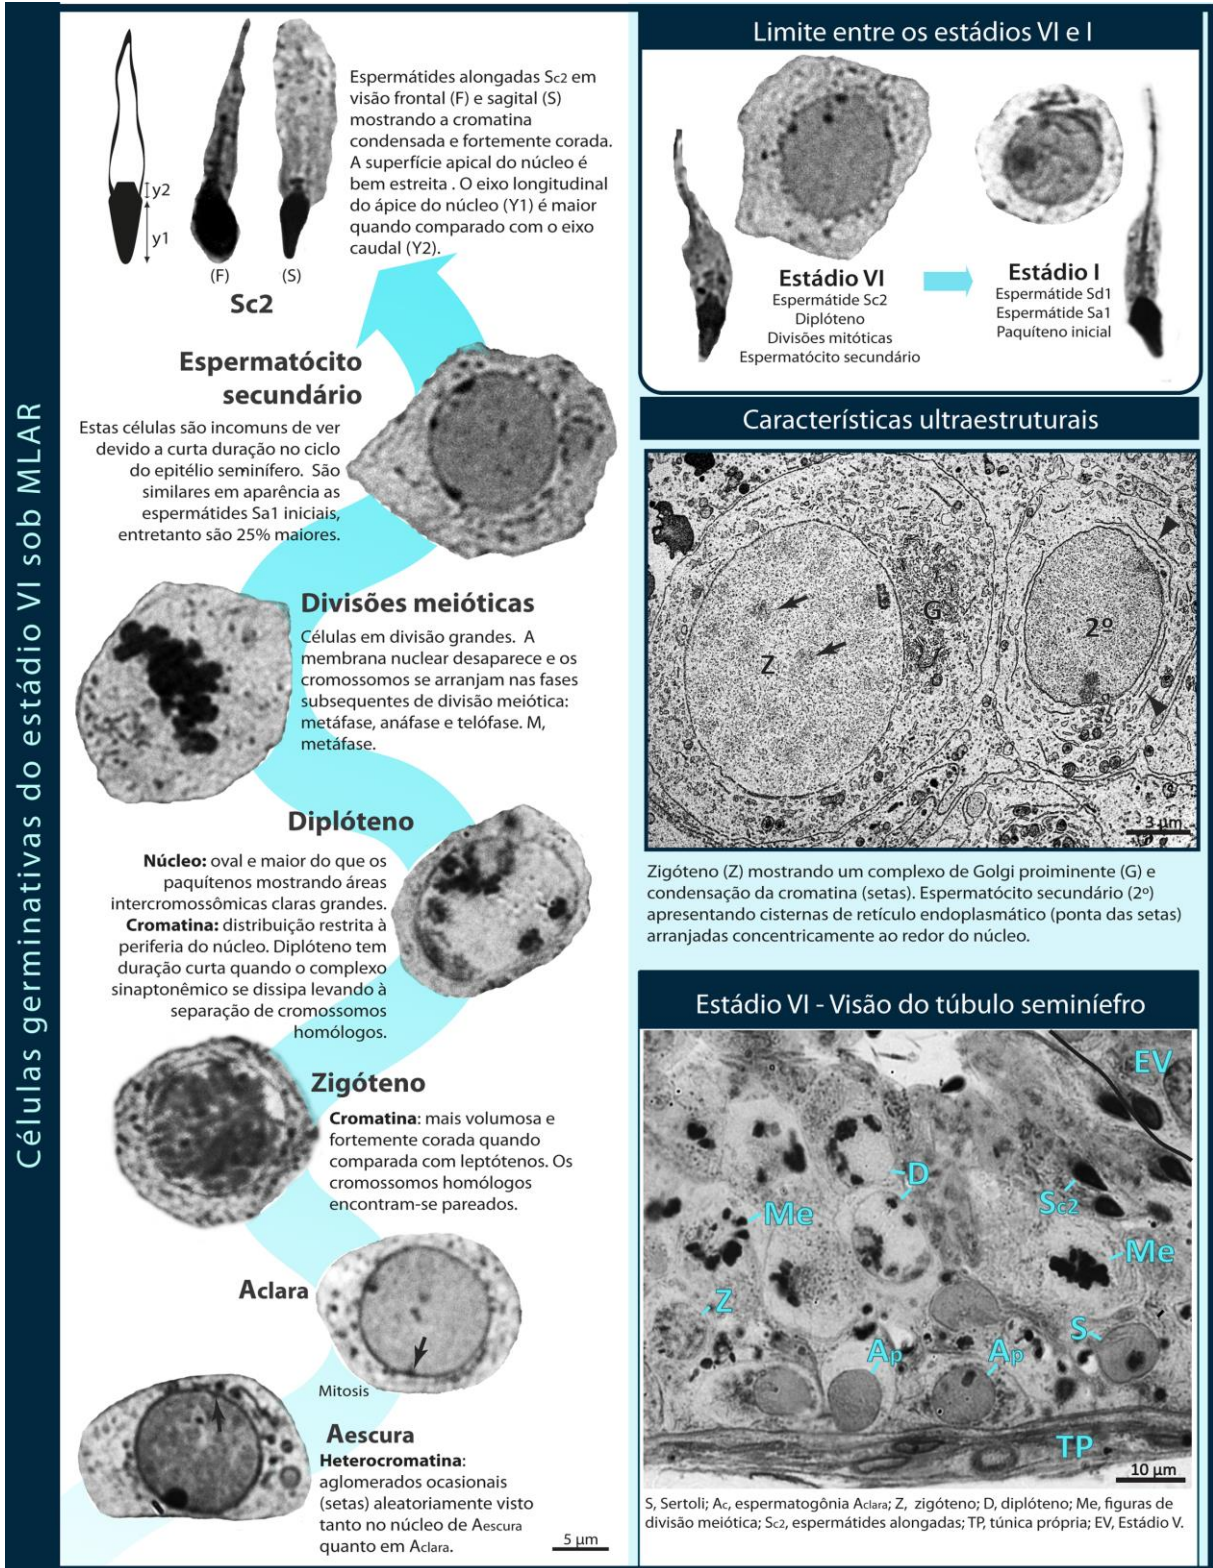 Células germinativas do estádio VI sob MLAR
y2
y1
(F)
(S)
Sc2
Espermátides alongadas Sc2 em
visão frontal (F) e sagital (S)
mostrando a cromatina
condensada e fortemente corada.
A superfície apical do núcleo é
bem estreita . O eixo longitudinal
do ápice do núcleo (Y1) é maior
quando comparado com o eixo
caudal (Y2).
Espermatócito
secundário
Estas células são incomuns de ver
devido a curta duração no ciclo
do epitélio seminífero. São
similares em aparência as
espermátides Sa1 iniciais,
entretanto são 25% maiores.
Divisões meióticas
Células em divisão grandes. A
membrana nuclear desaparece e os
cromossomos se arranjam nas fases
subsequentes de divisão meiótica:
metáfase, anáfase e telófase. M,
metáfase.
Diplóteno
Núcleo: oval e maior do que os
paquítenos mostrando áreas
intercromossômicas claras grandes.
Cromatina: distribuição restrita à
periferia do núcleo. Diplóteno tem
duração curta quando o complexo
sinaptonêmico se dissipa levando à
separação de cromossomos
homólogos.
Zigóteno
Cromatina: mais volumosa e
fortemente corada quando
comparada com leptótenos. Os
cromossomos homólogos
encontram-se pareados.
Aclara
Mitosis
Aescura
Heterocromatina:
aglomerados ocasionais
(setas) aleatoriamente visto
tanto no núcleo de Aescura
quanto em Aclara.
5 µm
Limite entre os estádios VI e I
Estádio VI
Espermátide Sc2
Diplóteno
Divisões mitóticas
Espermatócito secundário
Estádio I
Espermátide Sd1
Espermátide Sa1
Paquíteno inicial
Características ultraestruturais
Z
G
2º
3 µm
Zigóteno (Z) mostrando um complexo de Golgi proiminente (G) e
condensação da cromatina (setas). Espermatócito secundário (2º)
apresentando cisternas de retículo endoplasmático (ponta das setas)
arranjadas concentricamente ao redor do núcleo.
Estádio VI - Visão do túbulo seminíefro
EV
D
Sc2
Me
Me
Z
S
Ap
Ap
TP
10 µm
S, Sertoli; Ac, espermatogônia Aclara; Z, zigóteno; D, diplóteno; Me, figuras de
divisão meiótica; Sc2, espermátides alongadas; TP, túnica própria; EV, Estádio V.